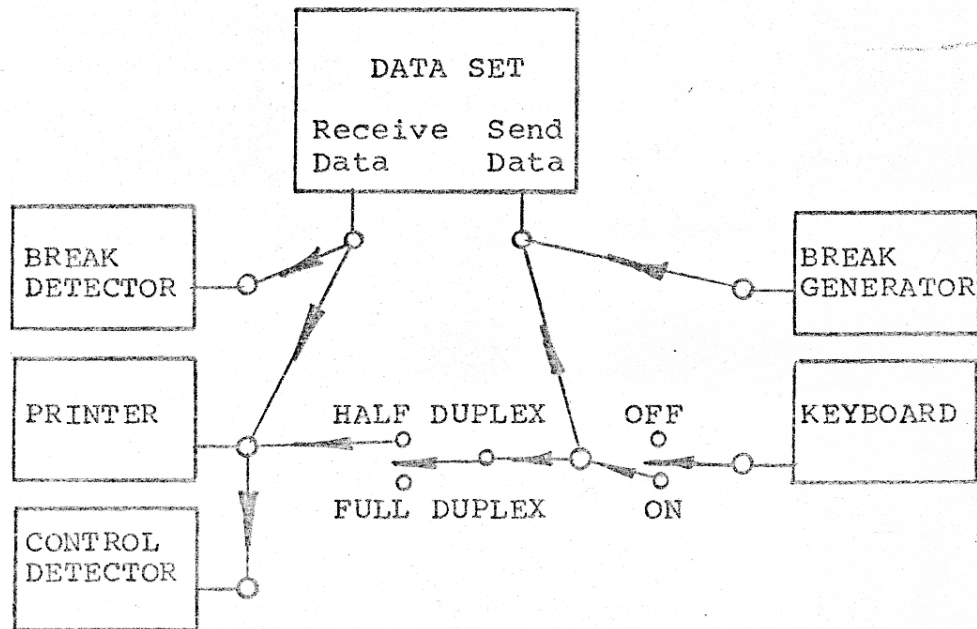 DATA SET
Receive Send
Data Data
BREAK
DETECTOR
BREAK
GENERATOR
PRINTER
HALF DUPLEX
OFF
KEYBOARD
FULL DUPLEX
ON
CONTROL
DETECTOR